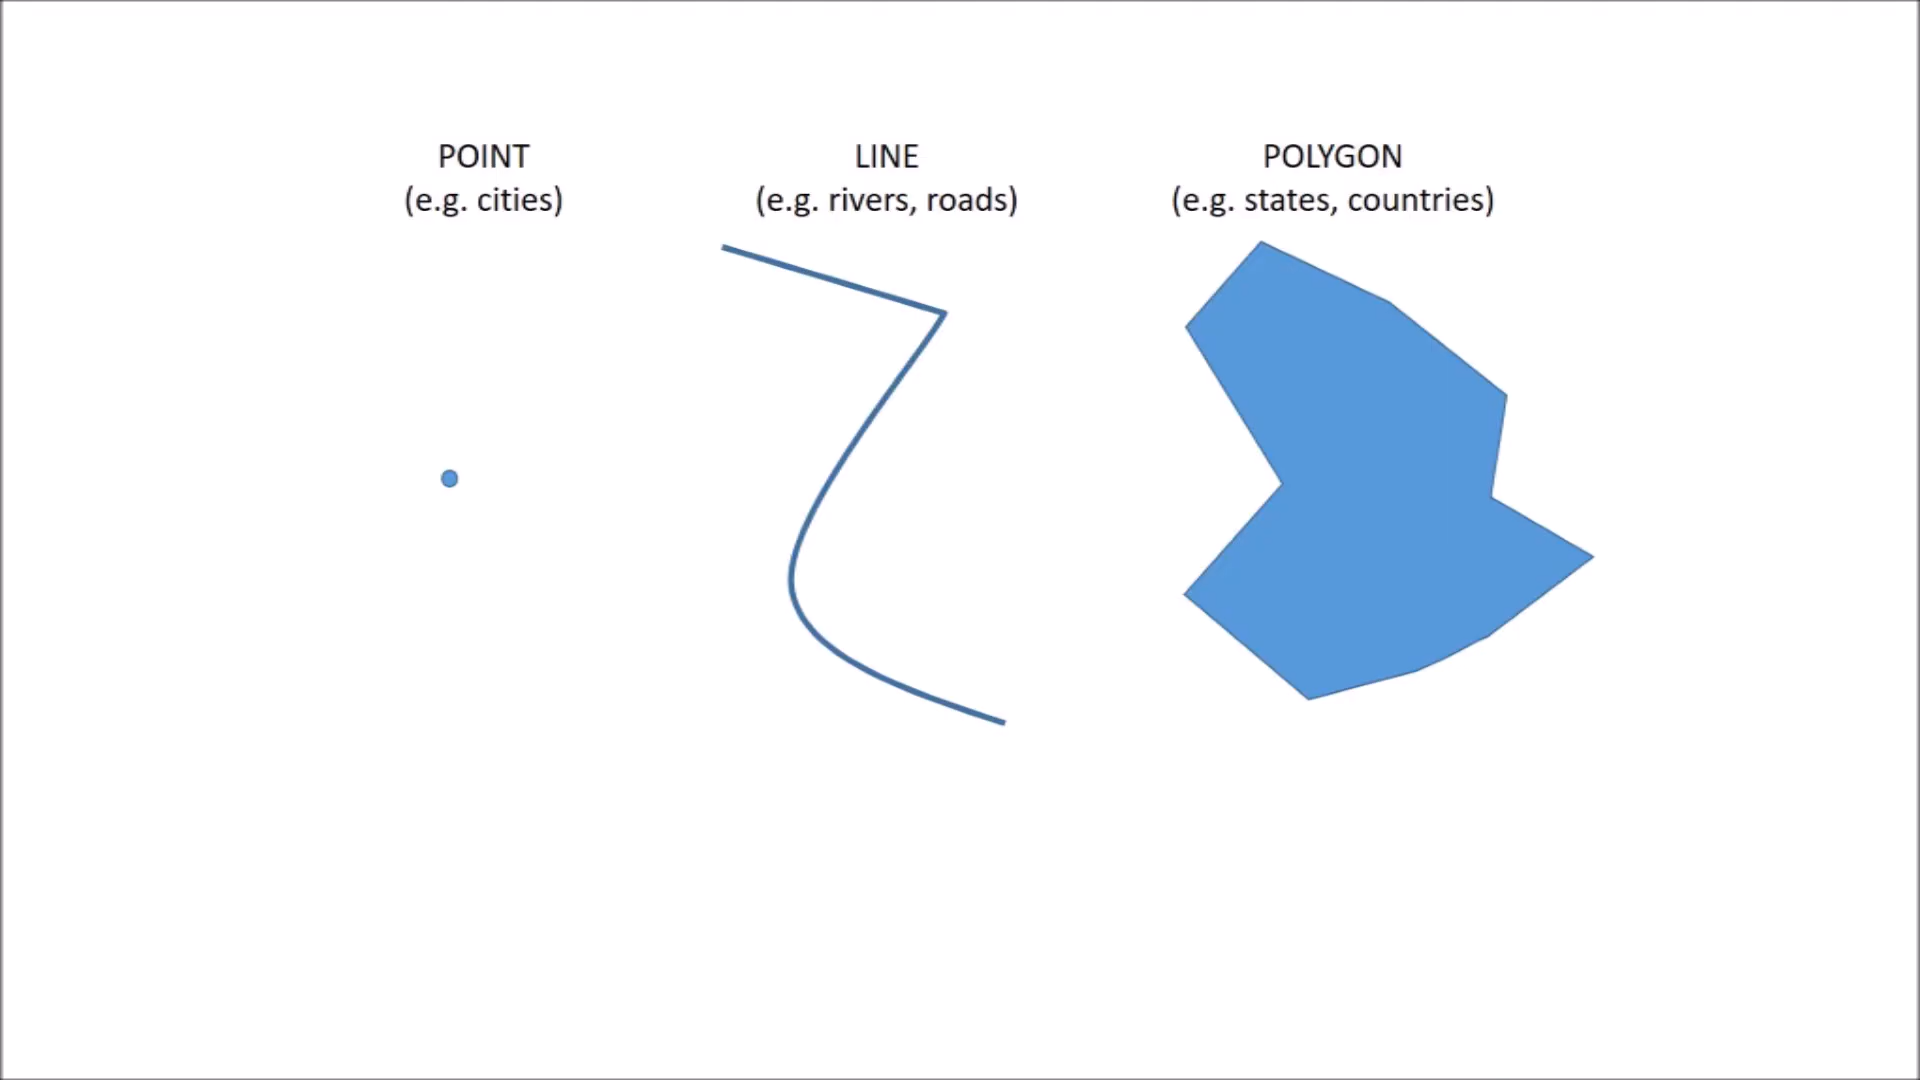 POINT
(e.g. cities)
LINE
(e.g. rivers, roads)
POLYGON
(e.g. states, countries)